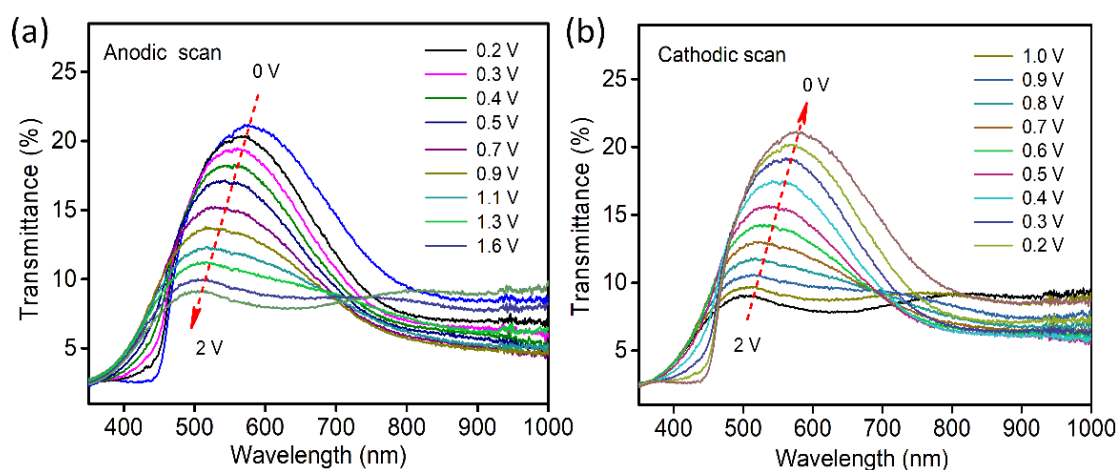 (a)
Anodic scan
0 V
2 V
0.2 V
0.3 V
0.4 V
0.5 V
0.7 V
0.9 V
1.1 V
1.3 V
1.6 V
Transmittance (%)
25
20
15
10
5
400 500 600 700 800 900 1000
Wavelength (nm)
(b)
Cathodic scan
0 V
2 V
1.0 V
0.9 V
0.8 V
0.7 V
0.6 V
0.5 V
0.4 V
0.3 V
0.2 V
Transmittance (%)
25
20
15
10
5
400 500 600 700 800 900 1000
Wavelength (nm)